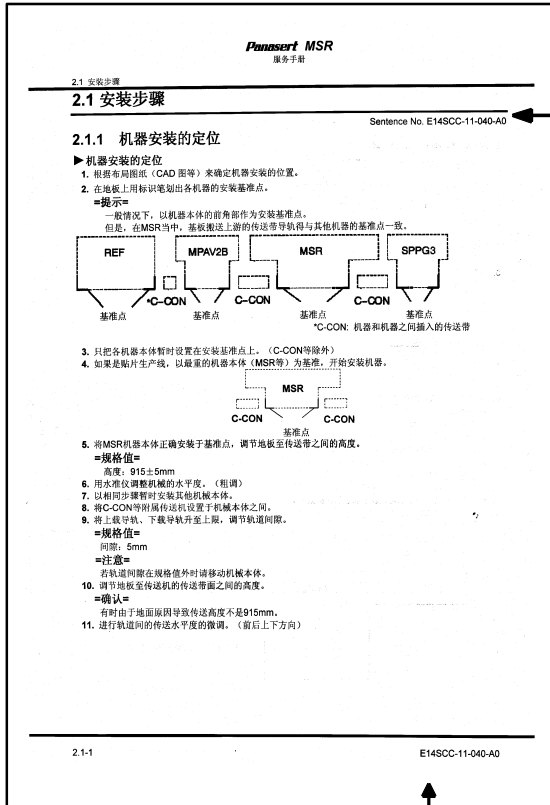 Panasert MSR
服务手册
2.1 安装步骤
2.1 安装步骤
Sentence No. E14SCC-11-040-A0
2.1.1 机器安装的定位
▶机器安装的定位
1. 根据布局图纸（CAD 图等）来确定机器安装的位置。
2. 在地板上用标识笔划出各机器的安装基准点。
=提示=
一般情况下，以机器本体的前角部作为安装基准点。
但是，在MSR当中，基板搬送上游的传送带导轨得与其他机器的基准点一致。
REF MPAV2B MSR SPPG3
*C-CON C-CON C-CON
基准点 基准点 基准点 基准点
*C-CON: 机器和机器之间插入的传送带
3. 只把各机器本体暂时设置在安装基准点上。（C-CON等除外）
4. 如果是贴片生产线，以最重的机器本体（MSR等）为基准，开始安装机器。
MSR
C-CON C-CON
基准点
5. 将MSR机器本体正确安装于基准点，调节地板至传送带之间的高度。
=规格值=
高度：915±5mm
6. 用水准仪调整机械的水平度。（粗调）
7. 以相同步骤暂时安装其他机械本体。
8. 将C-CON等附属传送机设置于机械本体之间。
9. 将上载导轨、下载导轨升至上限，调节轨道间隙。
=规格值=
间隙：5mm
=注意=
若轨道间隙在规格值外时请移动机械本体。
10. 调节地板至传送机的传送带面之间的高度。
=确认=
有时由于地面原因导致传送高度不是915mm。
11. 进行轨道间的传送水平度的微调。（前后上下方向）
2.1-1
E14SCC-11-040-A0